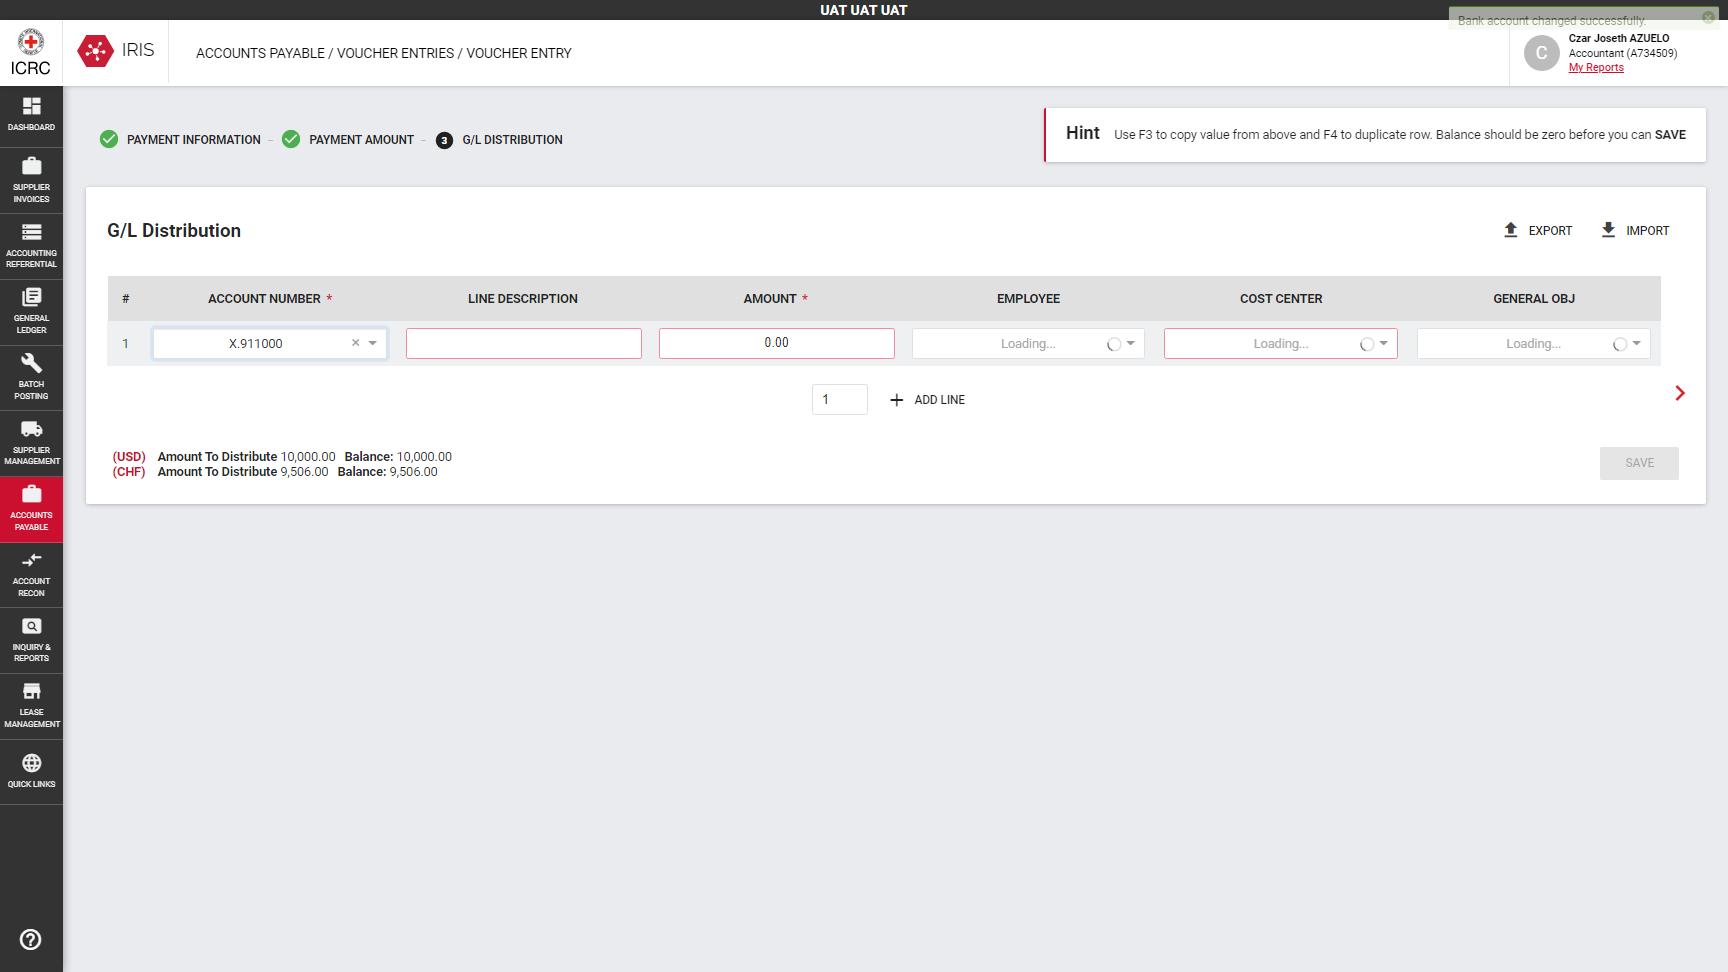 UAT UAT UAT
Bank account changed successfully.
ICRC
IRIS
ACCOUNTS PAYABLE / VOUCHER ENTRIES / VOUCHER ENTRY
C
Czar Joseth AZUELO
Accountant (A734509)
My Reports
DASHBOARD
SUPPLIER
INVOICES
ACCOUNTING
REFERENTIAL
GENERAL
LEDGER
BATCH
POSTING
SUPPLIER
MANAGEMENT
ACCOUNTS
PAYABLE
ACCOUNT
RECON
INQUIRY &
REPORTS
LEASE
MANAGEMENT
QUICK LINKS
PAYMENT INFORMATION – PAYMENT AMOUNT – 3 G/L DISTRIBUTION
Hint Use F3 to copy value from above and F4 to duplicate row. Balance should be zero before you can SAVE
G/L Distribution
EXPORT IMPORT
# ACCOUNT NUMBER * LINE DESCRIPTION AMOUNT * EMPLOYEE COST CENTER GENERAL OBJ
1 X.911000 × 0.00 Loading... Loading... Loading...
1 + ADD LINE
(USD) Amount To Distribute 10,000.00 Balance: 10,000.00
(CHF) Amount To Distribute 9,506.00 Balance: 9,506.00
SAVE